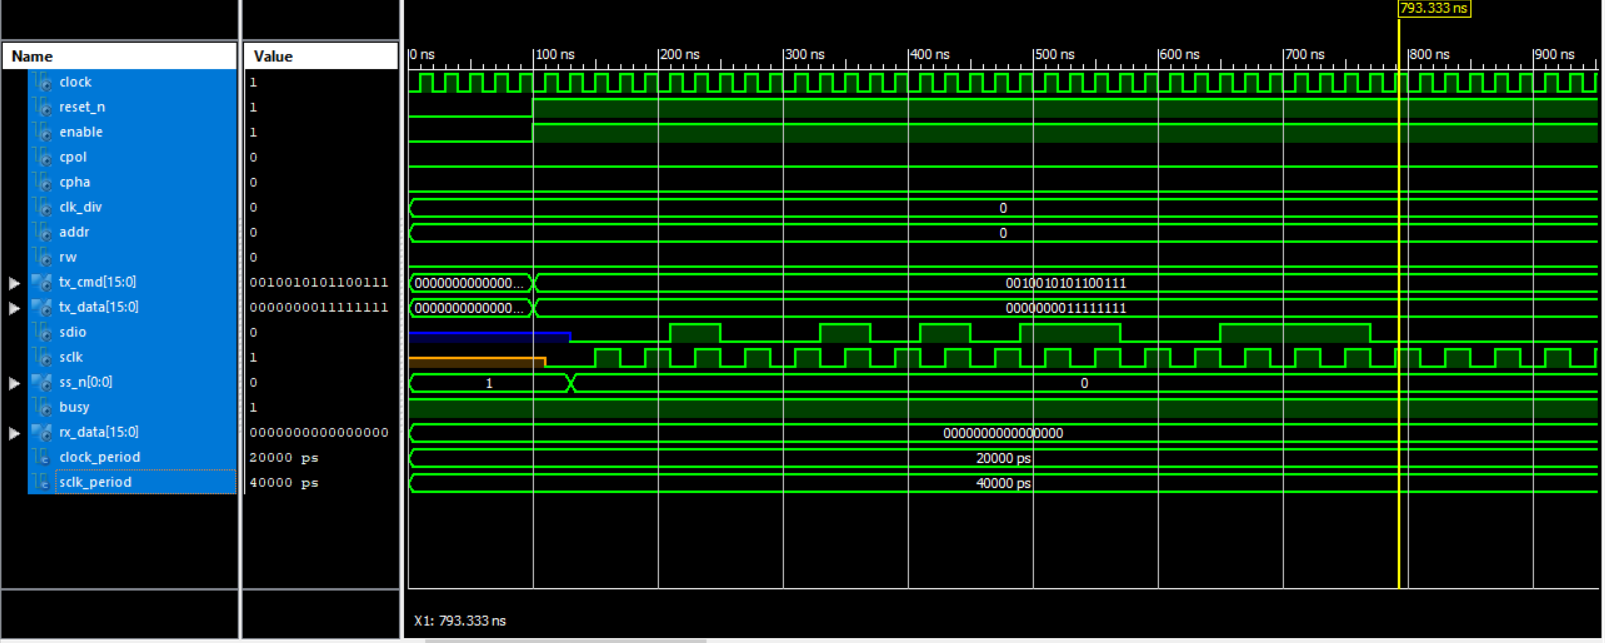 793.333 ns
Name Value 0 ns 100 ns 200 ns 300 ns 400 ns 500 ns 600 ns 700 ns 800 ns 900 ns
clock 1
reset_n 1
enable 1
cpol 0
cpha 0
clk_div 0 0
addr 0 0
rw 0
tx_cmd[15:0] 0010010101100111 0000000000000... 0010010101100111
tx_data[15:0] 0000000011111111 0000000000000... 0000000011111111
sdio 0
sclk 1
ss_n[0:0] 0 1 0
busy 1
rx_data[15:0] 0000000000000000 0000000000000000
clock_period 20000 ps 20000 ps
sclk_period 40000 ps 40000 ps
X1: 793.333 ns